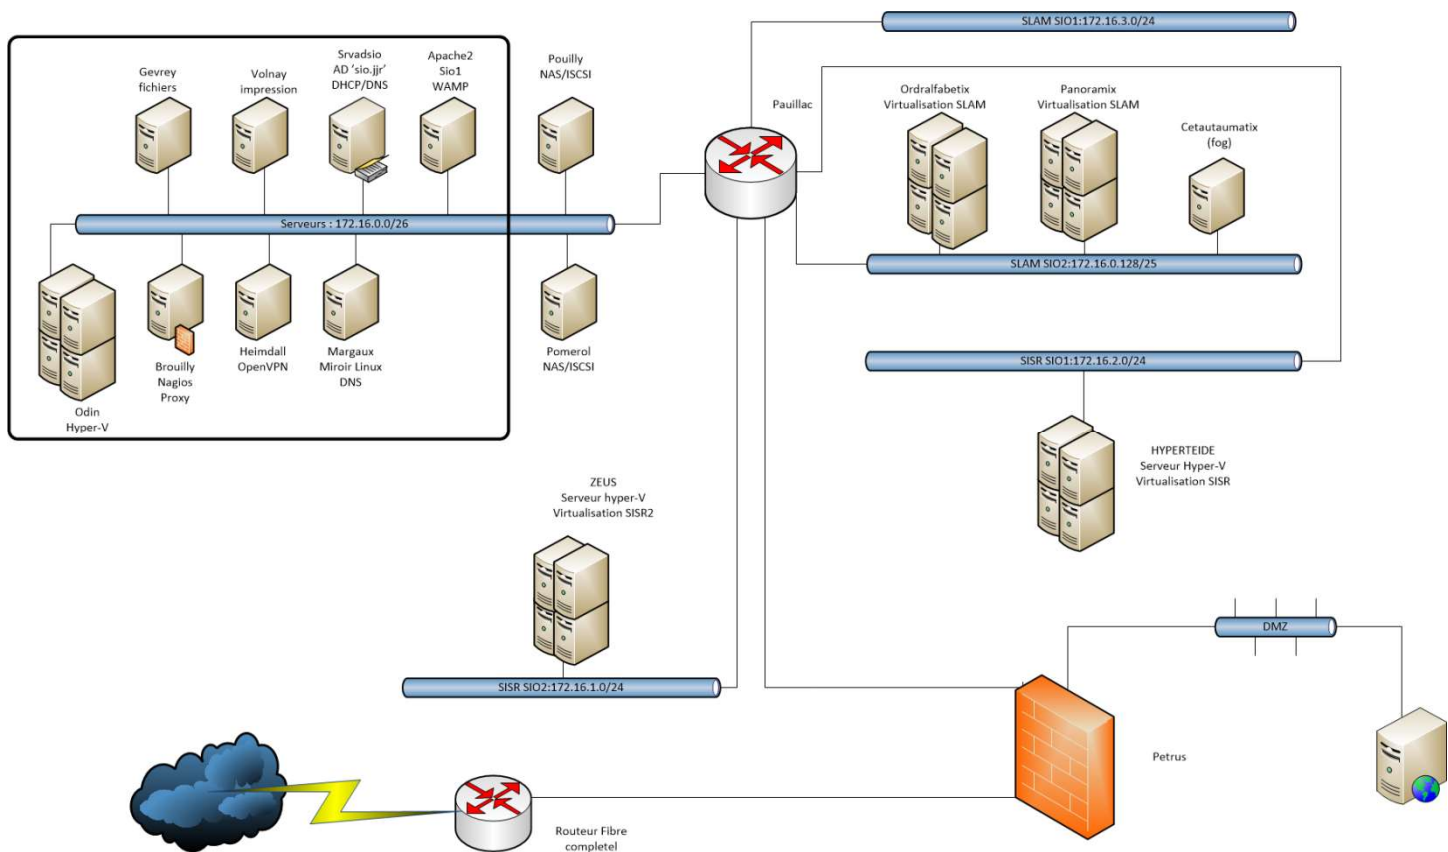 SLAM SIO1:172.16.3.0/24
Gevrey
fichiers
Volnay
impression
Srvadsio
AD 'sio.jjr'
DHCP/DNS
Apache2
Sio1
WAMP
Pouilly
NAS/ISCSI
Pauillac
Ordralfabetix
Virtualisation SLAM
Panoramix
Virtualisation SLAM
Cetautaumatix
(fog)
Serveurs : 172.16.0.0/26
SLAM SIO2:172.16.0.128/25
Odin
Hyper-V
Brouilly
Nagios
Proxy
Heimdall
OpenVPN
Margaux
Miroir Linux
DNS
Pomerol
NAS/ISCSI
SISR SIO1:172.16.2.0/24
HYPERTEIDE
Serveur Hyper-V
Virtualisation SISR
ZEUS
Serveur hyper-V
Virtualisation SISR2
SISR SIO2:172.16.1.0/24
DMZ
Petrus
Routeur Fibre
completel